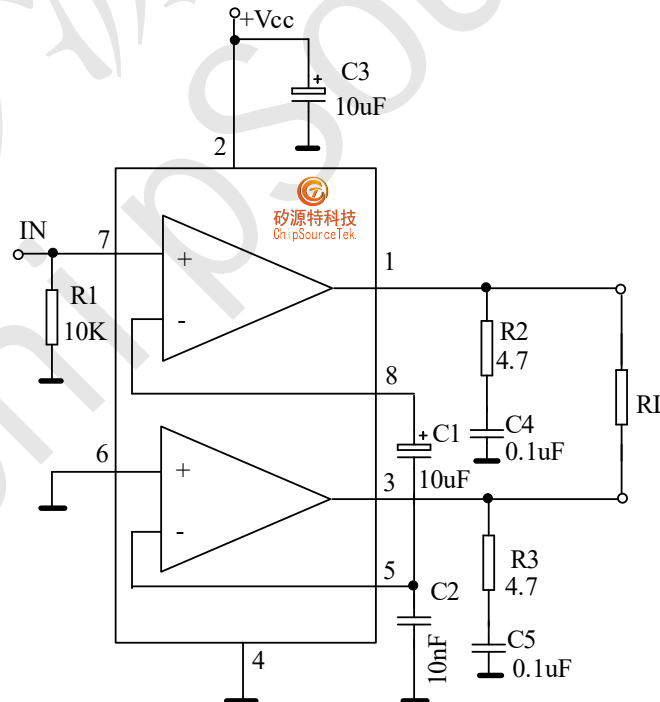 +Vcc
C3
+
10uF
2
矽源特科技
ChipSourceTek
IN
7
+
1
R1
10K
-
R2
4.7
8
RL
C4
0.1uF
+
C1
10uF
6
+
3
-
R3
4.7
5
C2
10nF
C5
0.1uF
4